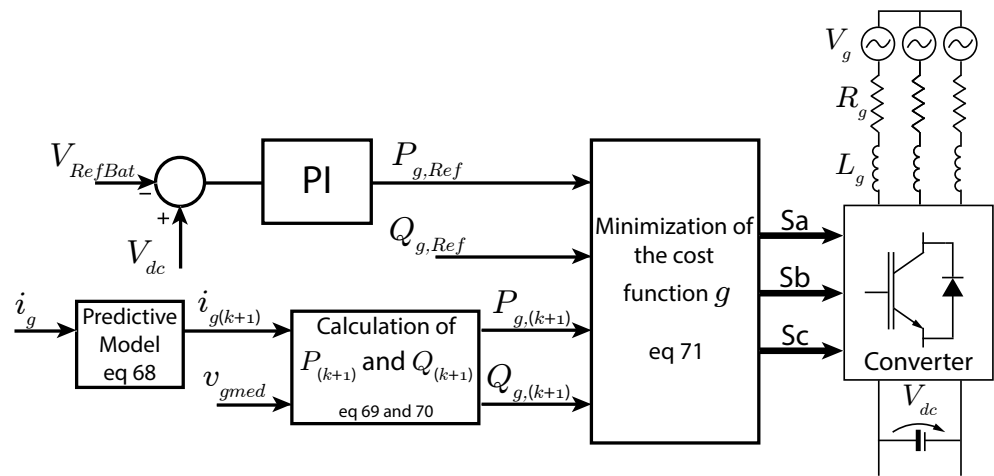 V_RefBat
−
+
V_dc
PI
P_g,Ref
Q_g,Ref
i_g
Predictive
Model
eq 68
i_g(k+1)
v_gmed
Calculation of
P_(k+1) and Q_(k+1)
eq 69 and 70
P_g,(k+1)
Q_g,(k+1)
Minimization of
the cost
function g
eq 71
Sa
Sb
Sc
V_g
R_g
L_g
Converter
V_dc